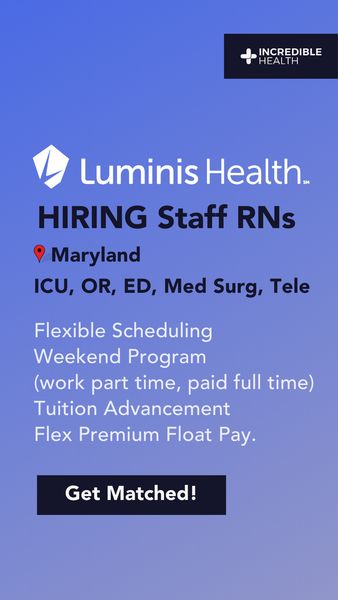 INCREDIBLE
HEALTH
Luminis Health℠
HIRING Staff RNs
Maryland
ICU, OR, ED, Med Surg, Tele
Flexible Scheduling
Weekend Program
(work part time, paid full time)
Tuition Advancement
Flex Premium Float Pay.
Get Matched!